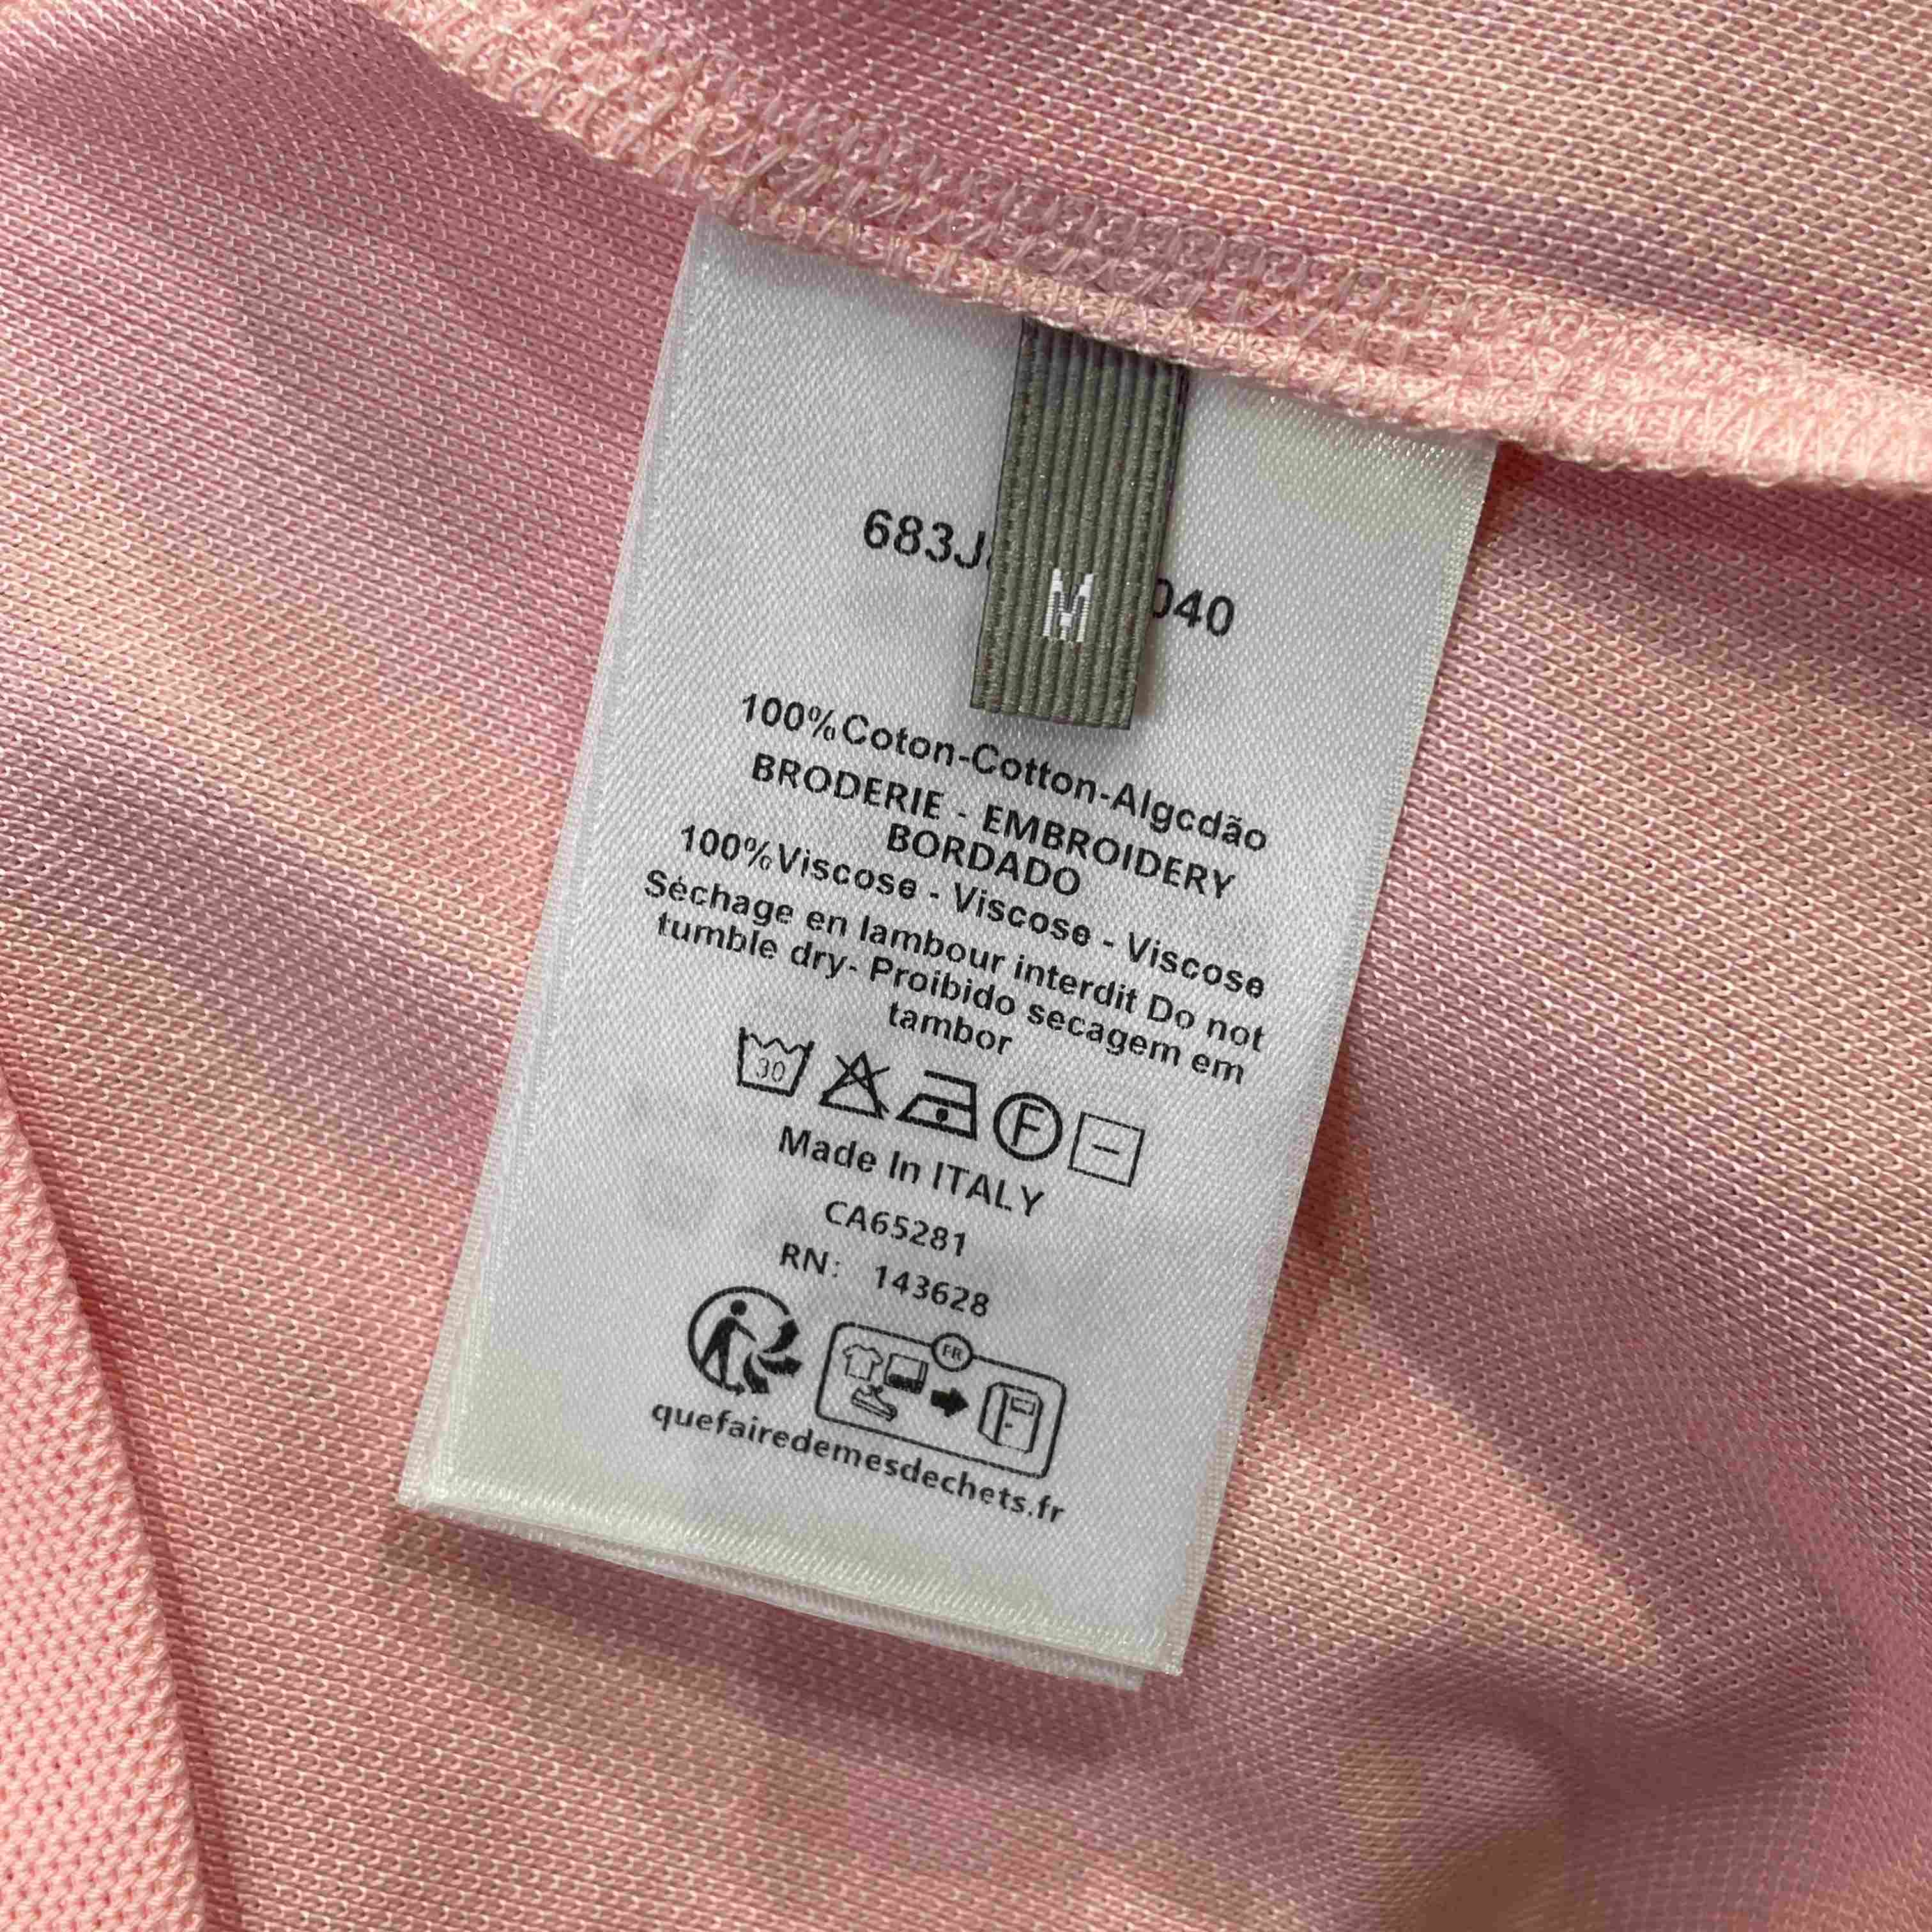 683J 040
M
100%Coton-Cotton-Algcdão
BRODERIE - EMBROIDERY
BORDADO
100%Viscose - Viscose - Viscose
Séchage en lambour interdit Do not
tumble dry- Proibido secagem em
tambor
30
F
Made In ITALY
CA65281
RN: 143628
FR
quefairedemesdechets.fr